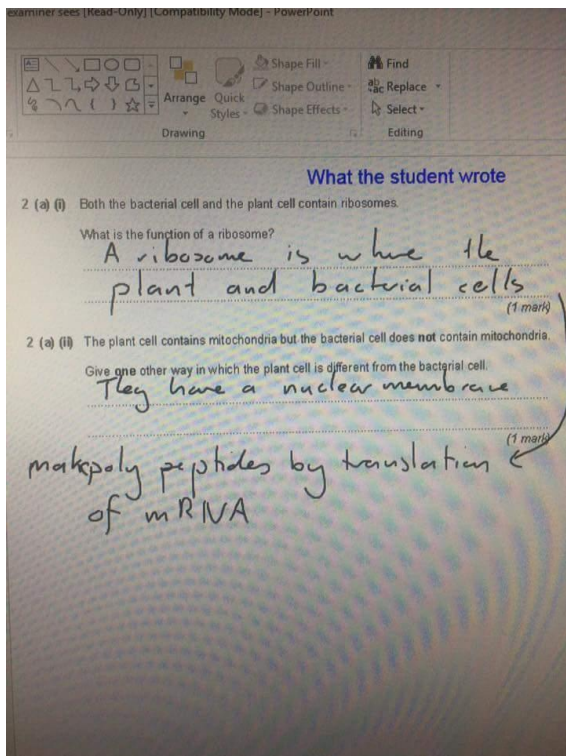 examiner sees [Read-Only] [Compatibility Mode] - PowerPoint
Shape Fill
Find
Shape Outline
Replace
Arrange Quick
Shape Effects
Select
Styles
Drawing
Editing
What the student wrote
2 (a) (i) Both the bacterial cell and the plant cell contain ribosomes.
What is the function of a ribosome?
A ribosome is where the
plant and bacterial cells
(1 mark)
2 (a) (ii) The plant cell contains mitochondria but the bacterial cell does not contain mitochondria.
Give one other way in which the plant cell is different from the bacterial cell.
They have a nuclear membrane
(1 mark)
make poly peptides by translation
of mRNA